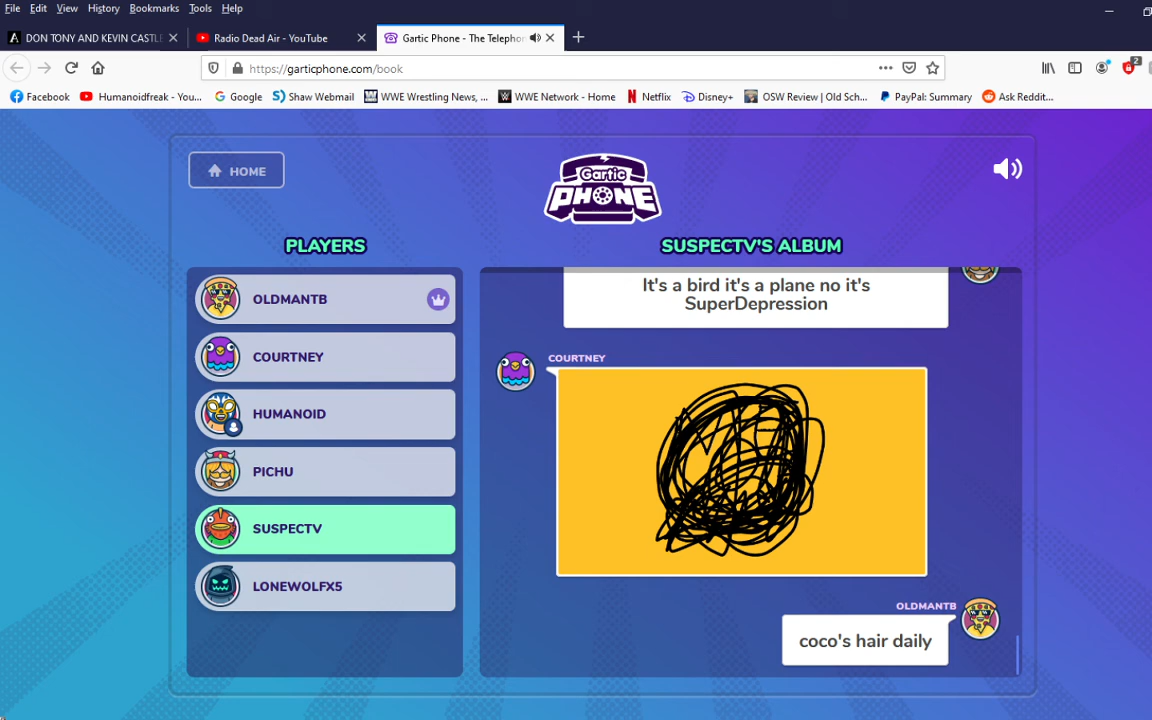 File Edit View History Bookmarks Tools Help
DON TONY AND KEVIN CASTLE
Radio Dead Air - YouTube
Gartic Phone - The Telephon
https://garticphone.com/book
2
Facebook
Humanoidfreak - You...
Google
Shaw Webmail
WWE Wrestling News, ...
WWE Network - Home
Netflix
Disney+
OSW Review | Old Sch...
PayPal: Summary
Ask Reddit...
HOME
Gartic
PHONE
PLAYERS
OLDMANTB
COURTNEY
HUMANOID
PICHU
SUSPECTV
LONEWOLFX5
SUSPECTV'S ALBUM
It's a bird it's a plane no it's
SuperDepression
COURTNEY
OLDMANTB
coco's hair daily